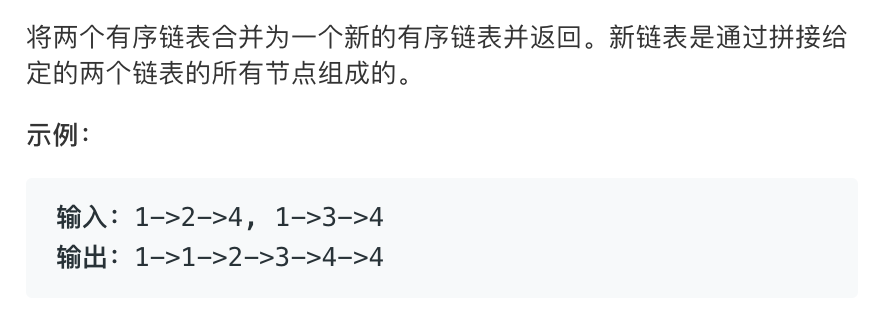 将两个有序链表合并为一个新的有序链表并返回。新链表是通过拼接给
定的两个链表的所有节点组成的。
示例：
输入：1->2->4, 1->3->4
输出：1->1->2->3->4->4